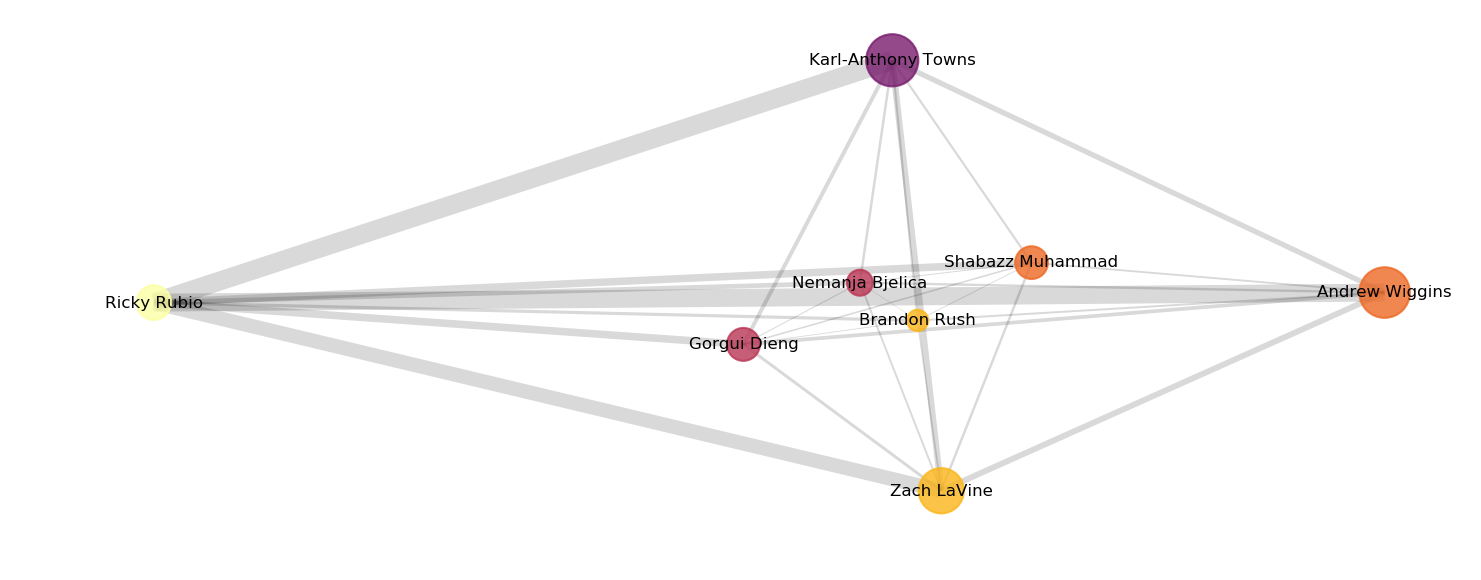 Karl-Anthony Towns
Shabazz Muhammad
Nemanja Bjelica
Andrew Wiggins
Ricky Rubio
Brandon Rush
Gorgui Dieng
Zach LaVine